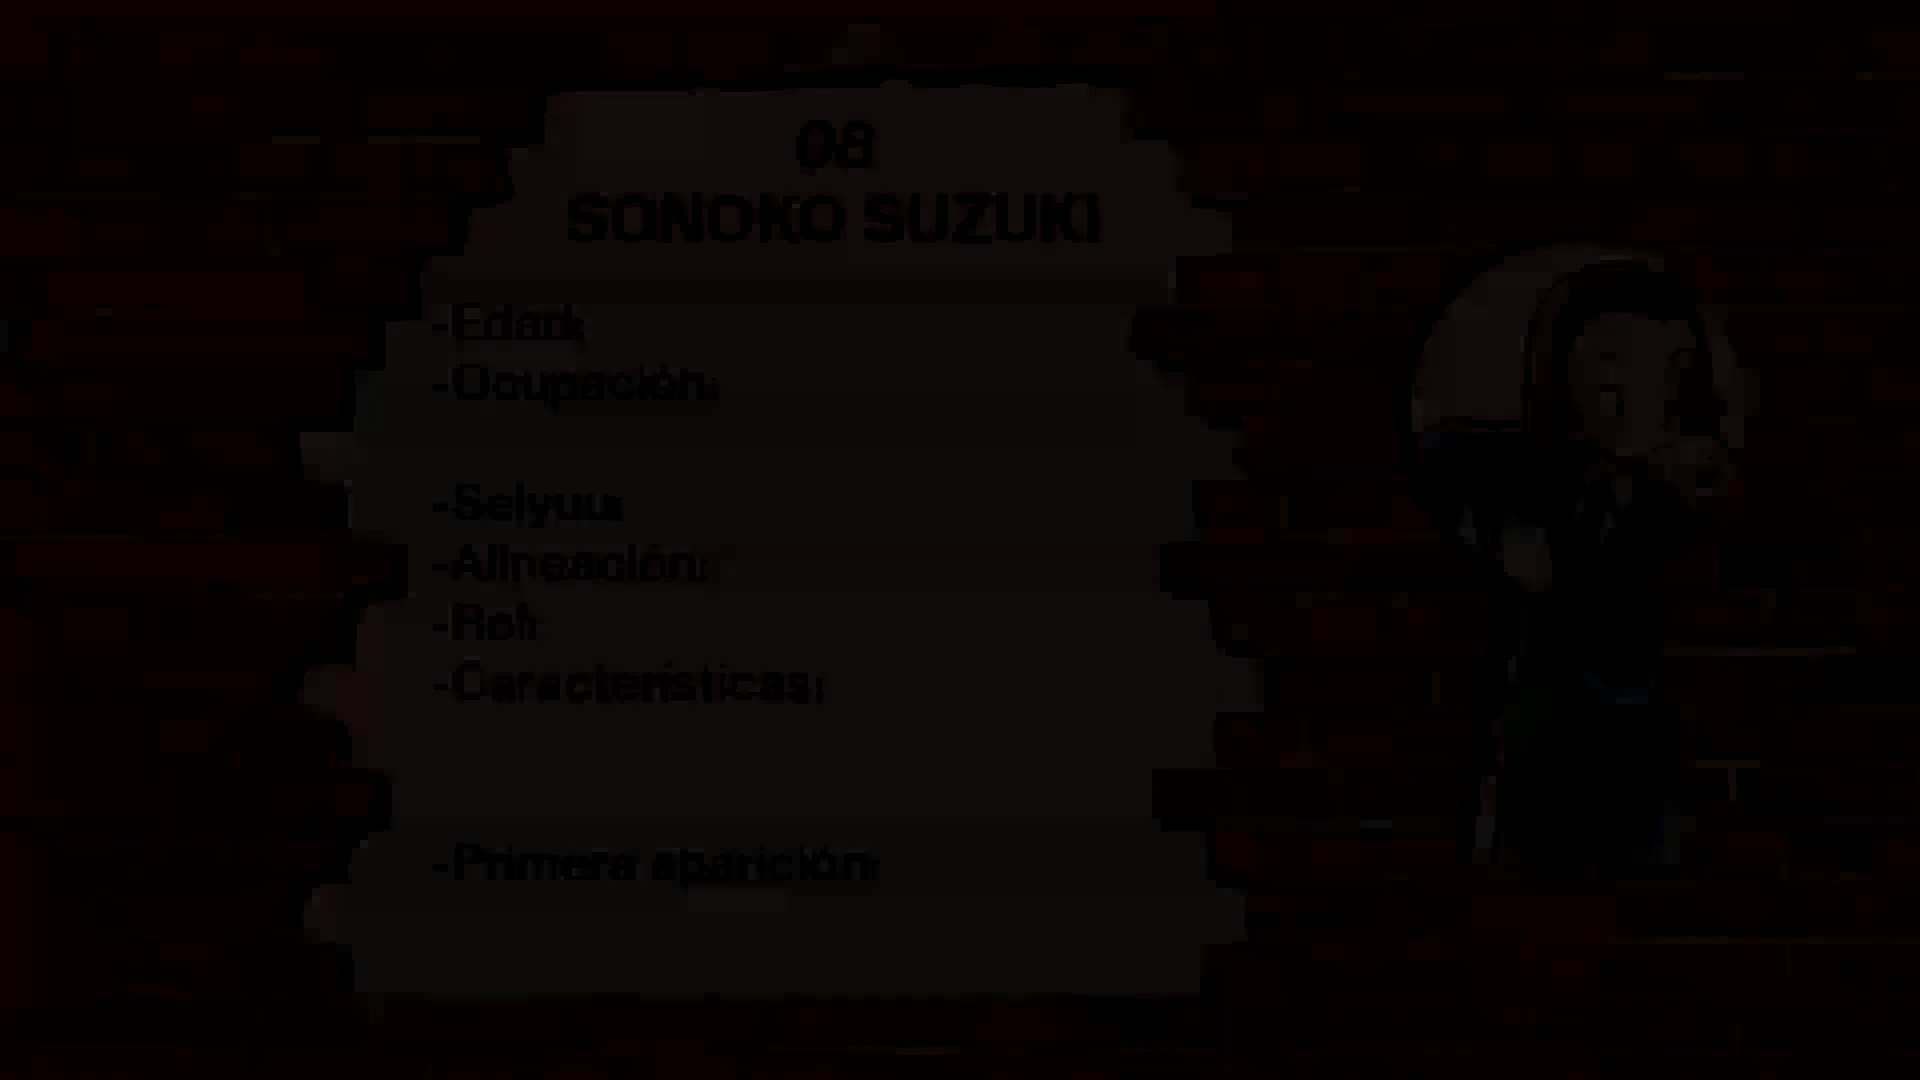 08
SONOKO SUZUKI
-Edad:
-Ocupación:
-Seiyuu:
-Alineación:
-Rol:
-Características:
-Primera aparición: